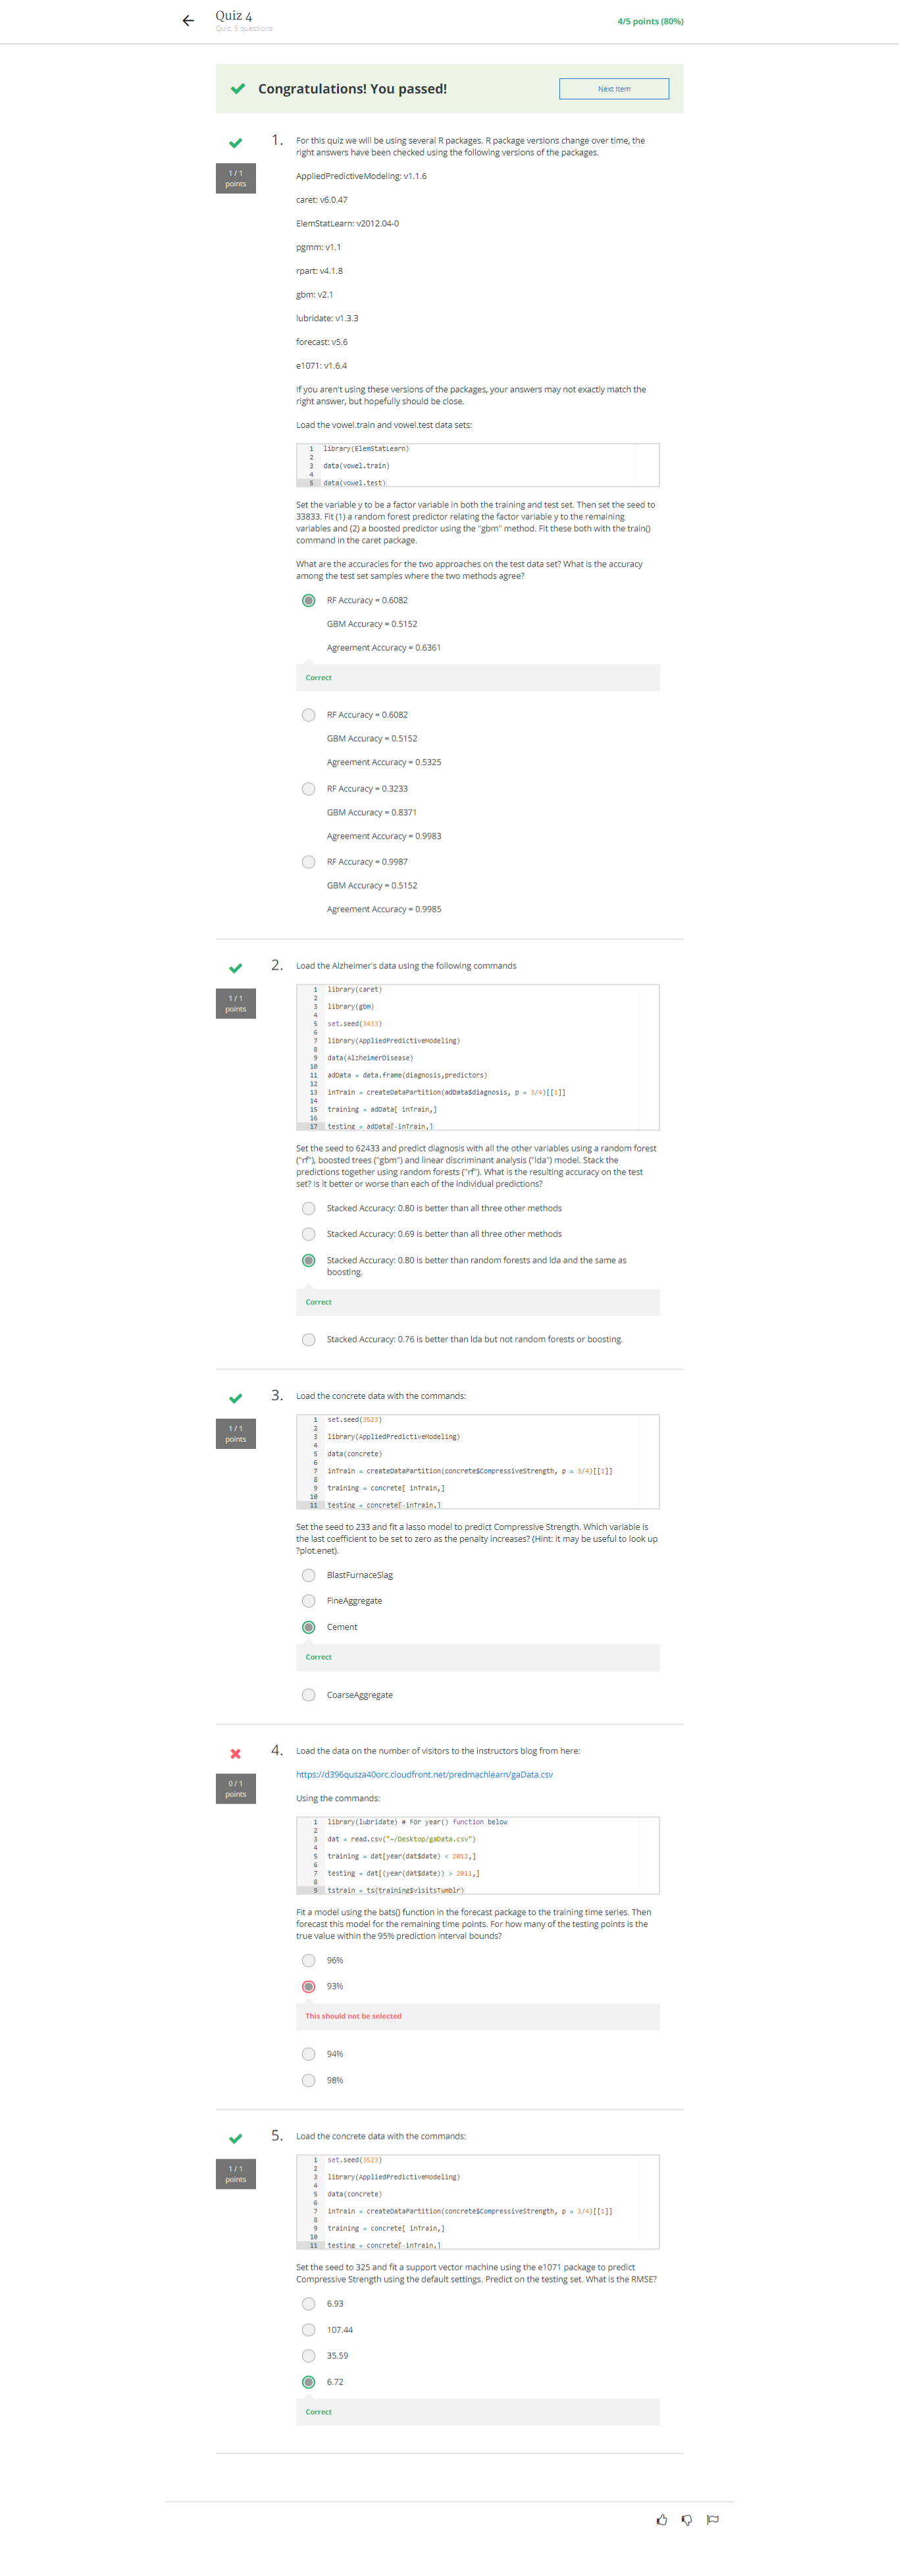 Quiz 4
Quiz, 5 questions
4/5 points (80%)
Congratulations! You passed!
Next Item
1 / 1
points
1.
For this quiz we will be using several R packages. R package versions change over time, the
right answers have been checked using the following versions of the packages.
AppliedPredictiveModeling: v1.1.6
caret: v6.0.47
ElemStatLearn: v2012.04-0
pgmm: v1.1
rpart: v4.1.8
gbm: v2.1
lubridate: v1.3.3
forecast: v5.6
e1071: v1.6.4
If you aren't using these versions of the packages, your answers may not exactly match the
right answer, but hopefully should be close.
Load the vowel.train and vowel.test data sets:
1 library(ElemStatLearn)
2
3 data(vowel.train)
4
5 data(vowel.test)
Set the variable y to be a factor variable in both the training and test set. Then set the seed to
33833. Fit (1) a random forest predictor relating the factor variable y to the remaining
variables and (2) a boosted predictor using the "gbm" method. Fit these both with the train()
command in the caret package.
What are the accuracies for the two approaches on the test data set? What is the accuracy
among the test set samples where the two methods agree?
RF Accuracy = 0.6082
GBM Accuracy = 0.5152
Agreement Accuracy = 0.6361
Correct
RF Accuracy = 0.6082
GBM Accuracy = 0.5152
Agreement Accuracy = 0.5325
RF Accuracy = 0.3233
GBM Accuracy = 0.8371
Agreement Accuracy = 0.9983
RF Accuracy = 0.9987
GBM Accuracy = 0.5152
Agreement Accuracy = 0.9985
1 / 1
points
2.
Load the Alzheimer's data using the following commands
1 library(caret)
2
3 library(gbm)
4
5 set.seed(3433)
6
7 library(AppliedPredictiveModeling)
8
9 data(AlzheimerDisease)
10
11 adData = data.frame(diagnosis,predictors)
12
13 inTrain = createDataPartition(adData$diagnosis, p = 3/4)[[1]]
14
15 training = adData[ inTrain,]
16
17 testing = adData[-inTrain,]
Set the seed to 62433 and predict diagnosis with all the other variables using a random forest
("rf"), boosted trees ("gbm") and linear discriminant analysis ("lda") model. Stack the
predictions together using random forests ("rf"). What is the resulting accuracy on the test
set? Is it better or worse than each of the individual predictions?
Stacked Accuracy: 0.80 is better than all three other methods
Stacked Accuracy: 0.69 is better than all three other methods
Stacked Accuracy: 0.80 is better than random forests and lda and the same as
boosting.
Correct
Stacked Accuracy: 0.76 is better than lda but not random forests or boosting.
1 / 1
points
3.
Load the concrete data with the commands:
1 set.seed(3523)
2
3 library(AppliedPredictiveModeling)
4
5 data(concrete)
6
7 inTrain = createDataPartition(concrete$CompressiveStrength, p = 3/4)[[1]]
8
9 training = concrete[ inTrain,]
10
11 testing = concrete[-inTrain,]
Set the seed to 233 and fit a lasso model to predict Compressive Strength. Which variable is
the last coefficient to be set to zero as the penalty increases? (Hint: it may be useful to look up
?plot.enet).
BlastFurnaceSlag
FineAggregate
Cement
Correct
CoarseAggregate
0 / 1
points
4.
Load the data on the number of visitors to the instructors blog from here:
https://d396qusza40orc.cloudfront.net/predmachlearn/gaData.csv
Using the commands:
1 library(lubridate) # For year() function below
2
3 dat = read.csv("~/Desktop/gaData.csv")
4
5 training = dat[year(dat$date) < 2012,]
6
7 testing = dat[(year(dat$date)) > 2011,]
8
9 tstrain = ts(training$visitsTumblr)
Fit a model using the bats() function in the forecast package to the training time series. Then
forecast this model for the remaining time points. For how many of the testing points is the
true value within the 95% prediction interval bounds?
96%
93%
This should not be selected
94%
98%
1 / 1
points
5.
Load the concrete data with the commands:
1 set.seed(3523)
2
3 library(AppliedPredictiveModeling)
4
5 data(concrete)
6
7 inTrain = createDataPartition(concrete$CompressiveStrength, p = 3/4)[[1]]
8
9 training = concrete[ inTrain,]
10
11 testing = concrete[-inTrain,]
Set the seed to 325 and fit a support vector machine using the e1071 package to predict
Compressive Strength using the default settings. Predict on the testing set. What is the RMSE?
6.93
107.44
35.59
6.72
Correct